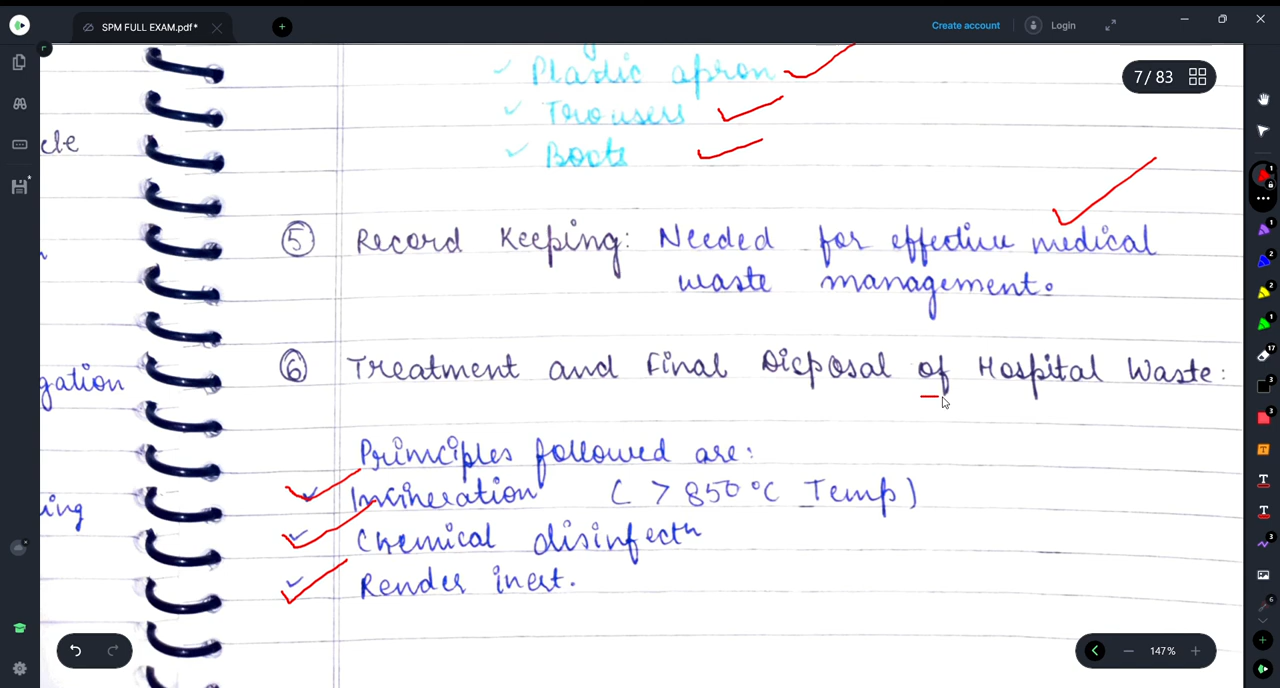 SPM FULL EXAM.pdf*
Create account
Login
7 / 83
Plastic apron
Trousers
Boots
cle
5 Record Keeping: Needed for effective medical
waste management.
6 Treatment and Final Disposal of Hospital Waste:
gation
Principles followed are:
Incineration ( > 850°C Temp)
ing
Chemical disinfectn
Render inert.
147%